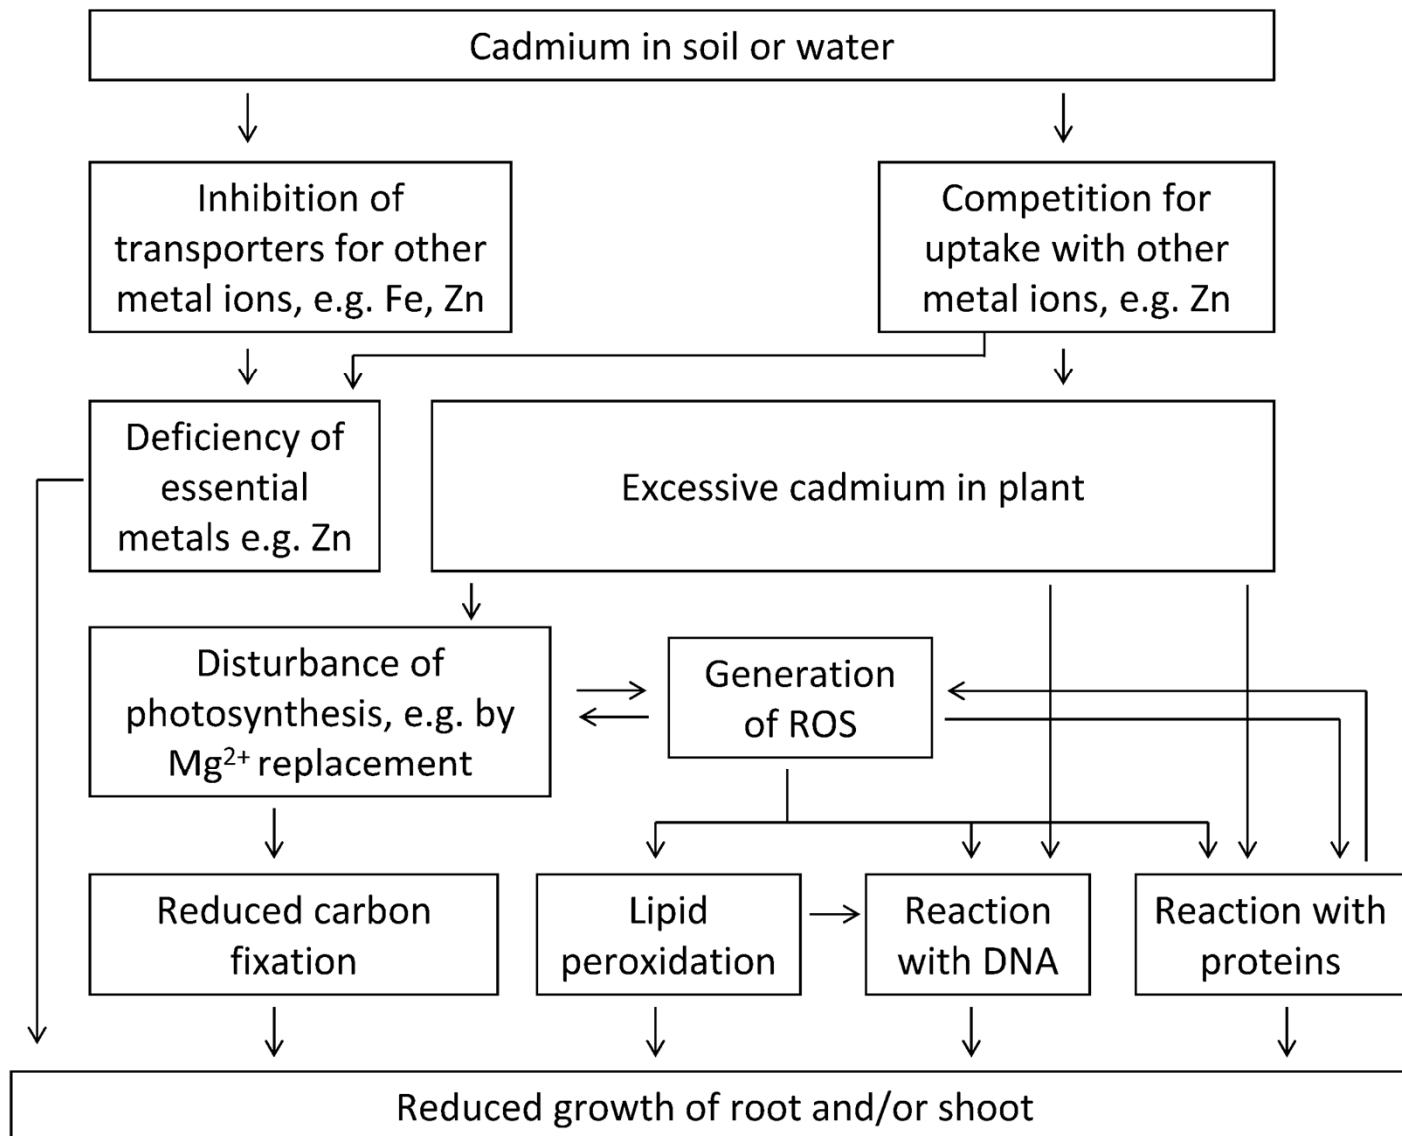 Cadmium in soil or water
Inhibition of
transporters for other
metal ions, e.g. Fe, Zn
Competition for
uptake with other
metal ions, e.g. Zn
Deficiency of
essential
metals e.g. Zn
Excessive cadmium in plant
Disturbance of
photosynthesis, e.g. by
Mg²⁺ replacement
Generation
of ROS
Reduced carbon
fixation
Lipid
peroxidation
Reaction
with DNA
Reaction with
proteins
Reduced growth of root and/or shoot